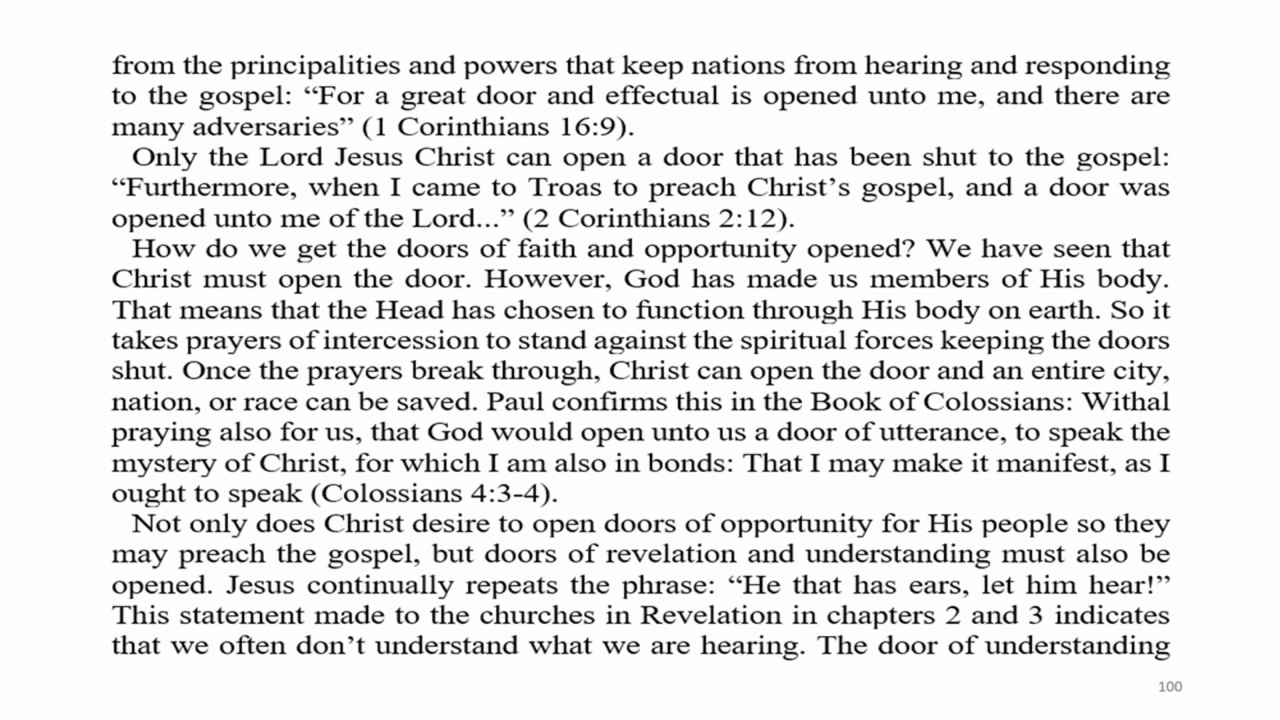 from the principalities and powers that keep nations from hearing and responding
to the gospel: “For a great door and effectual is opened unto me, and there are
many adversaries” (1 Corinthians 16:9).
Only the Lord Jesus Christ can open a door that has been shut to the gospel:
“Furthermore, when I came to Troas to preach Christ’s gospel, and a door was
opened unto me of the Lord...” (2 Corinthians 2:12).
How do we get the doors of faith and opportunity opened? We have seen that
Christ must open the door. However, God has made us members of His body.
That means that the Head has chosen to function through His body on earth. So it
takes prayers of intercession to stand against the spiritual forces keeping the doors
shut. Once the prayers break through, Christ can open the door and an entire city,
nation, or race can be saved. Paul confirms this in the Book of Colossians: Withal
praying also for us, that God would open unto us a door of utterance, to speak the
mystery of Christ, for which I am also in bonds: That I may make it manifest, as I
ought to speak (Colossians 4:3-4).
Not only does Christ desire to open doors of opportunity for His people so they
may preach the gospel, but doors of revelation and understanding must also be
opened. Jesus continually repeats the phrase: “He that has ears, let him hear!”
This statement made to the churches in Revelation in chapters 2 and 3 indicates
that we often don’t understand what we are hearing. The door of understanding
100